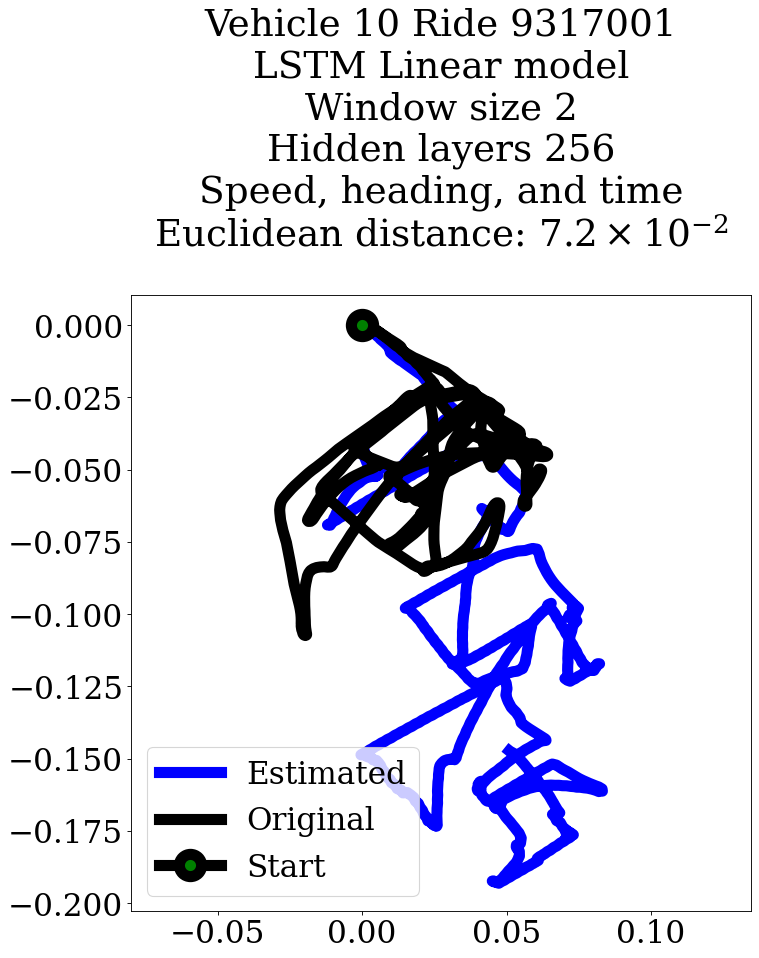 Vehicle 10 Ride 9317001
LSTM Linear model
Window size 2
Hidden layers 256
Speed, heading, and time
Euclidean distance: 7.2 × 10⁻²
0.000
−0.025
−0.050
−0.075
−0.100
−0.125
−0.150
−0.175
−0.200
Estimated
Original
Start
−0.05
0.00
0.05
0.10